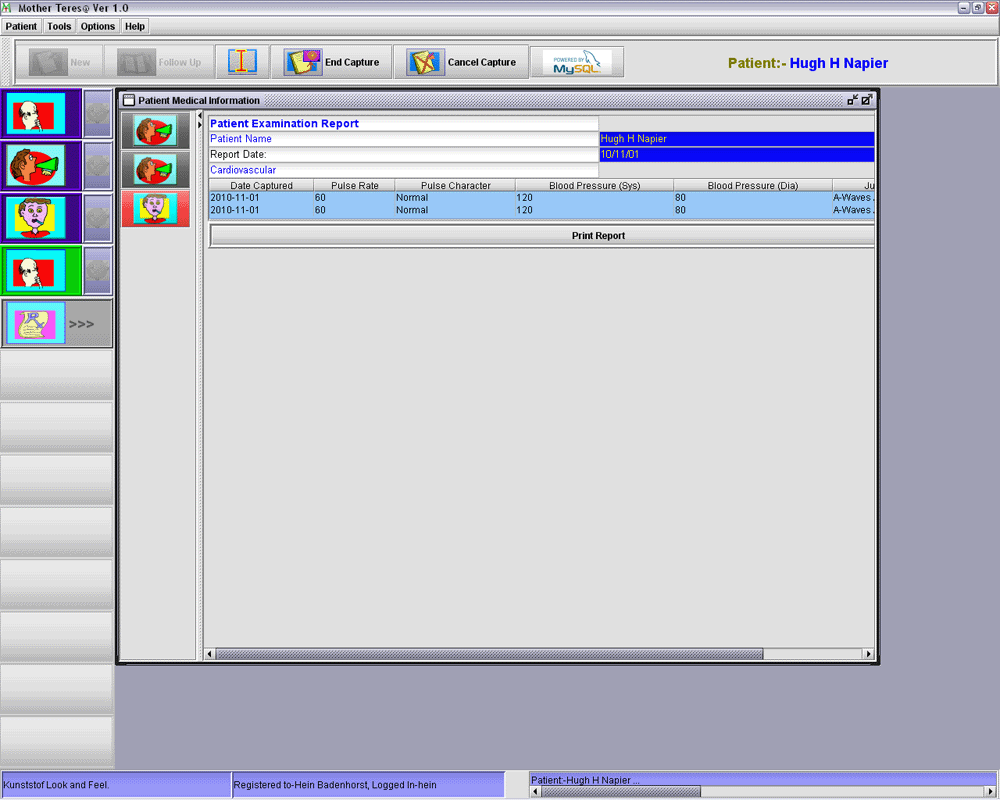 Mother Teres@ Ver 1.0
Patient Tools Options Help
New Follow Up End Capture Cancel Capture POWERED BY MySQL Patient:- Hugh H Napier
Patient Medical Information
Patient Examination Report
Patient Name Hugh H Napier
Report Date: 10/11/01
Cardiovascular
Date Captured Pulse Rate Pulse Character Blood Pressure (Sys) Blood Pressure (Dia) Ju
2010-11-01 60 Normal 120 80 A-Waves
2010-11-01 60 Normal 120 80 A-Waves
Print Report
>>>
Kunststof Look and Feel. Registered to-Hein Badenhorst, Logged In-hein Patient:-Hugh H Napier ...